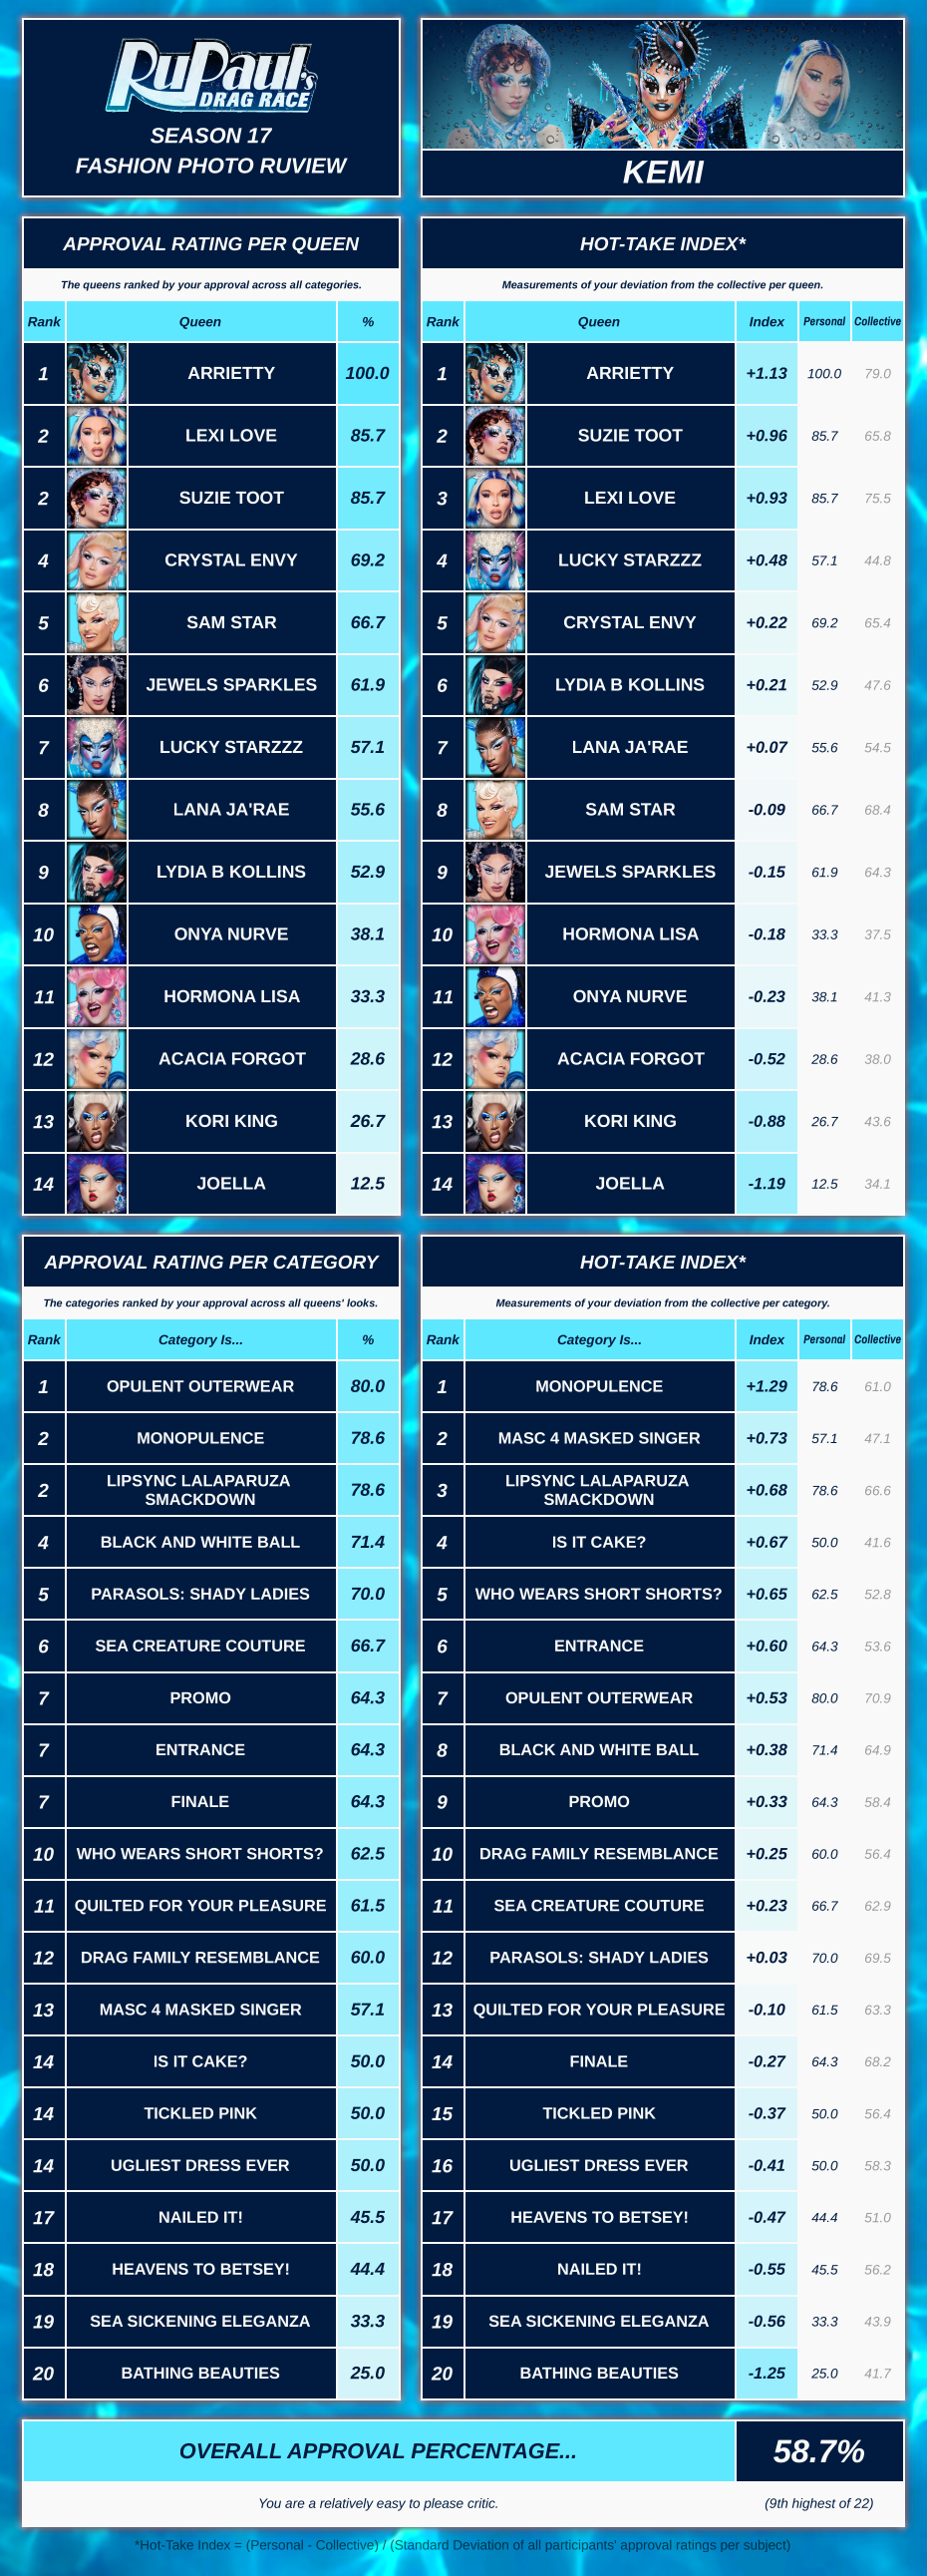 RuPaul's
DRAG RACE
SEASON 17
FASHION PHOTO RUVIEW
KEMI
APPROVAL RATING PER QUEEN
The queens ranked by your approval across all categories.
Rank Queen %
1 ARRIETTY 100.0
2 LEXI LOVE 85.7
2 SUZIE TOOT 85.7
4 CRYSTAL ENVY 69.2
5 SAM STAR 66.7
6 JEWELS SPARKLES 61.9
7 LUCKY STARZZZ 57.1
8 LANA JA'RAE 55.6
9 LYDIA B KOLLINS 52.9
10 ONYA NURVE 38.1
11 HORMONA LISA 33.3
12 ACACIA FORGOT 28.6
13 KORI KING 26.7
14 JOELLA 12.5
HOT-TAKE INDEX*
Measurements of your deviation from the collective per queen.
Rank Queen Index Personal Collective
1 ARRIETTY +1.13 100.0 79.0
2 SUZIE TOOT +0.96 85.7 65.8
3 LEXI LOVE +0.93 85.7 75.5
4 LUCKY STARZZZ +0.48 57.1 44.8
5 CRYSTAL ENVY +0.22 69.2 65.4
6 LYDIA B KOLLINS +0.21 52.9 47.6
7 LANA JA'RAE +0.07 55.6 54.5
8 SAM STAR -0.09 66.7 68.4
9 JEWELS SPARKLES -0.15 61.9 64.3
10 HORMONA LISA -0.18 33.3 37.5
11 ONYA NURVE -0.23 38.1 41.3
12 ACACIA FORGOT -0.52 28.6 38.0
13 KORI KING -0.88 26.7 43.6
14 JOELLA -1.19 12.5 34.1
APPROVAL RATING PER CATEGORY
The categories ranked by your approval across all queens' looks.
Rank Category Is... %
1 OPULENT OUTERWEAR 80.0
2 MONOPULENCE 78.6
2 LIPSYNC LALAPARUZA
SMACKDOWN 78.6
4 BLACK AND WHITE BALL 71.4
5 PARASOLS: SHADY LADIES 70.0
6 SEA CREATURE COUTURE 66.7
7 PROMO 64.3
7 ENTRANCE 64.3
7 FINALE 64.3
10 WHO WEARS SHORT SHORTS? 62.5
11 QUILTED FOR YOUR PLEASURE 61.5
12 DRAG FAMILY RESEMBLANCE 60.0
13 MASC 4 MASKED SINGER 57.1
14 IS IT CAKE? 50.0
14 TICKLED PINK 50.0
14 UGLIEST DRESS EVER 50.0
17 NAILED IT! 45.5
18 HEAVENS TO BETSEY! 44.4
19 SEA SICKENING ELEGANZA 33.3
20 BATHING BEAUTIES 25.0
HOT-TAKE INDEX*
Measurements of your deviation from the collective per category.
Rank Category Is... Index Personal Collective
1 MONOPULENCE +1.29 78.6 61.0
2 MASC 4 MASKED SINGER +0.73 57.1 47.1
3 LIPSYNC LALAPARUZA
SMACKDOWN +0.68 78.6 66.6
4 IS IT CAKE? +0.67 50.0 41.6
5 WHO WEARS SHORT SHORTS? +0.65 62.5 52.8
6 ENTRANCE +0.60 64.3 53.6
7 OPULENT OUTERWEAR +0.53 80.0 70.9
8 BLACK AND WHITE BALL +0.38 71.4 64.9
9 PROMO +0.33 64.3 58.4
10 DRAG FAMILY RESEMBLANCE +0.25 60.0 56.4
11 SEA CREATURE COUTURE +0.23 66.7 62.9
12 PARASOLS: SHADY LADIES +0.03 70.0 69.5
13 QUILTED FOR YOUR PLEASURE -0.10 61.5 63.3
14 FINALE -0.27 64.3 68.2
15 TICKLED PINK -0.37 50.0 56.4
16 UGLIEST DRESS EVER -0.41 50.0 58.3
17 HEAVENS TO BETSEY! -0.47 44.4 51.0
18 NAILED IT! -0.55 45.5 56.2
19 SEA SICKENING ELEGANZA -0.56 33.3 43.9
20 BATHING BEAUTIES -1.25 25.0 41.7
OVERALL APPROVAL PERCENTAGE... 58.7%
You are a relatively easy to please critic. (9th highest of 22)
*Hot-Take Index = (Personal - Collective) / (Standard Deviation of all participants' approval ratings per subject)